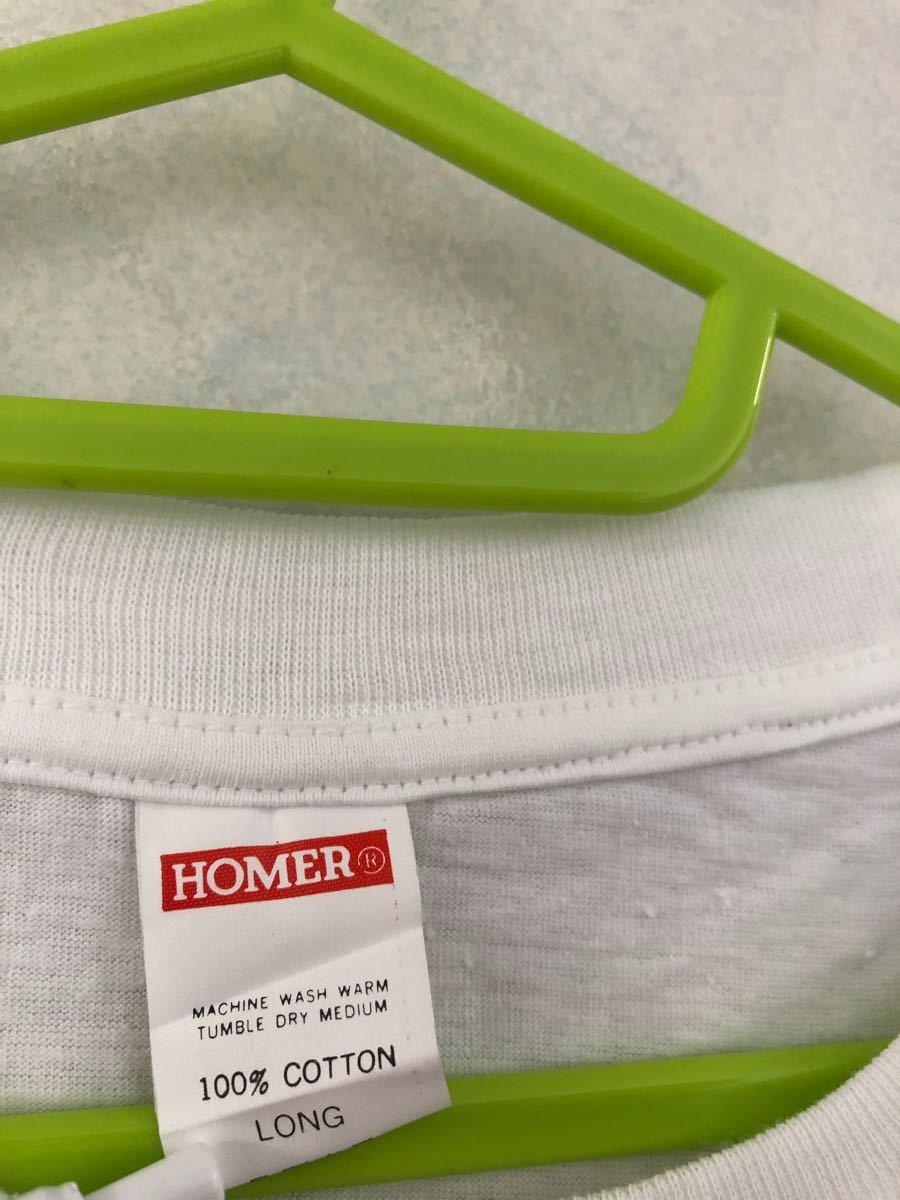 HOMER®
MACHINE WASH WARM
TUMBLE DRY MEDIUM
100% COTTON
LONG